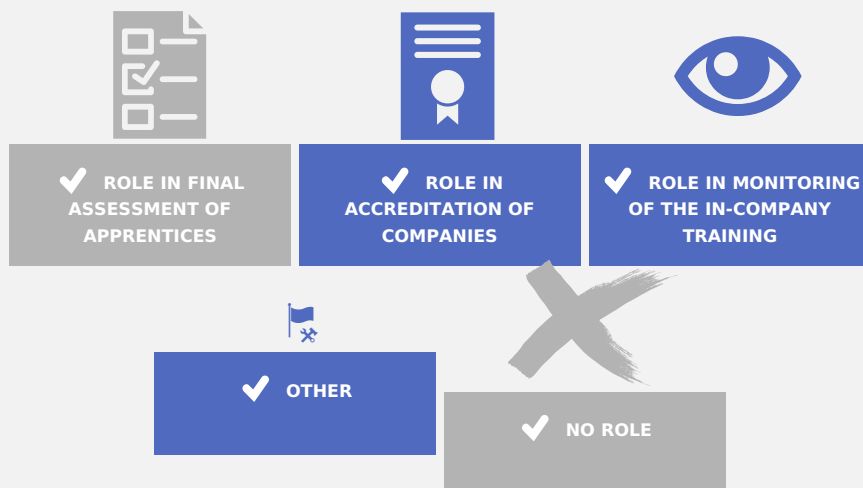 ROLE IN FINAL
ASSESSMENT OF
APPRENTICES
ROLE IN
ACCREDITATION OF
COMPANIES
ROLE IN MONITORING
OF THE IN-COMPANY
TRAINING
OTHER
NO ROLE